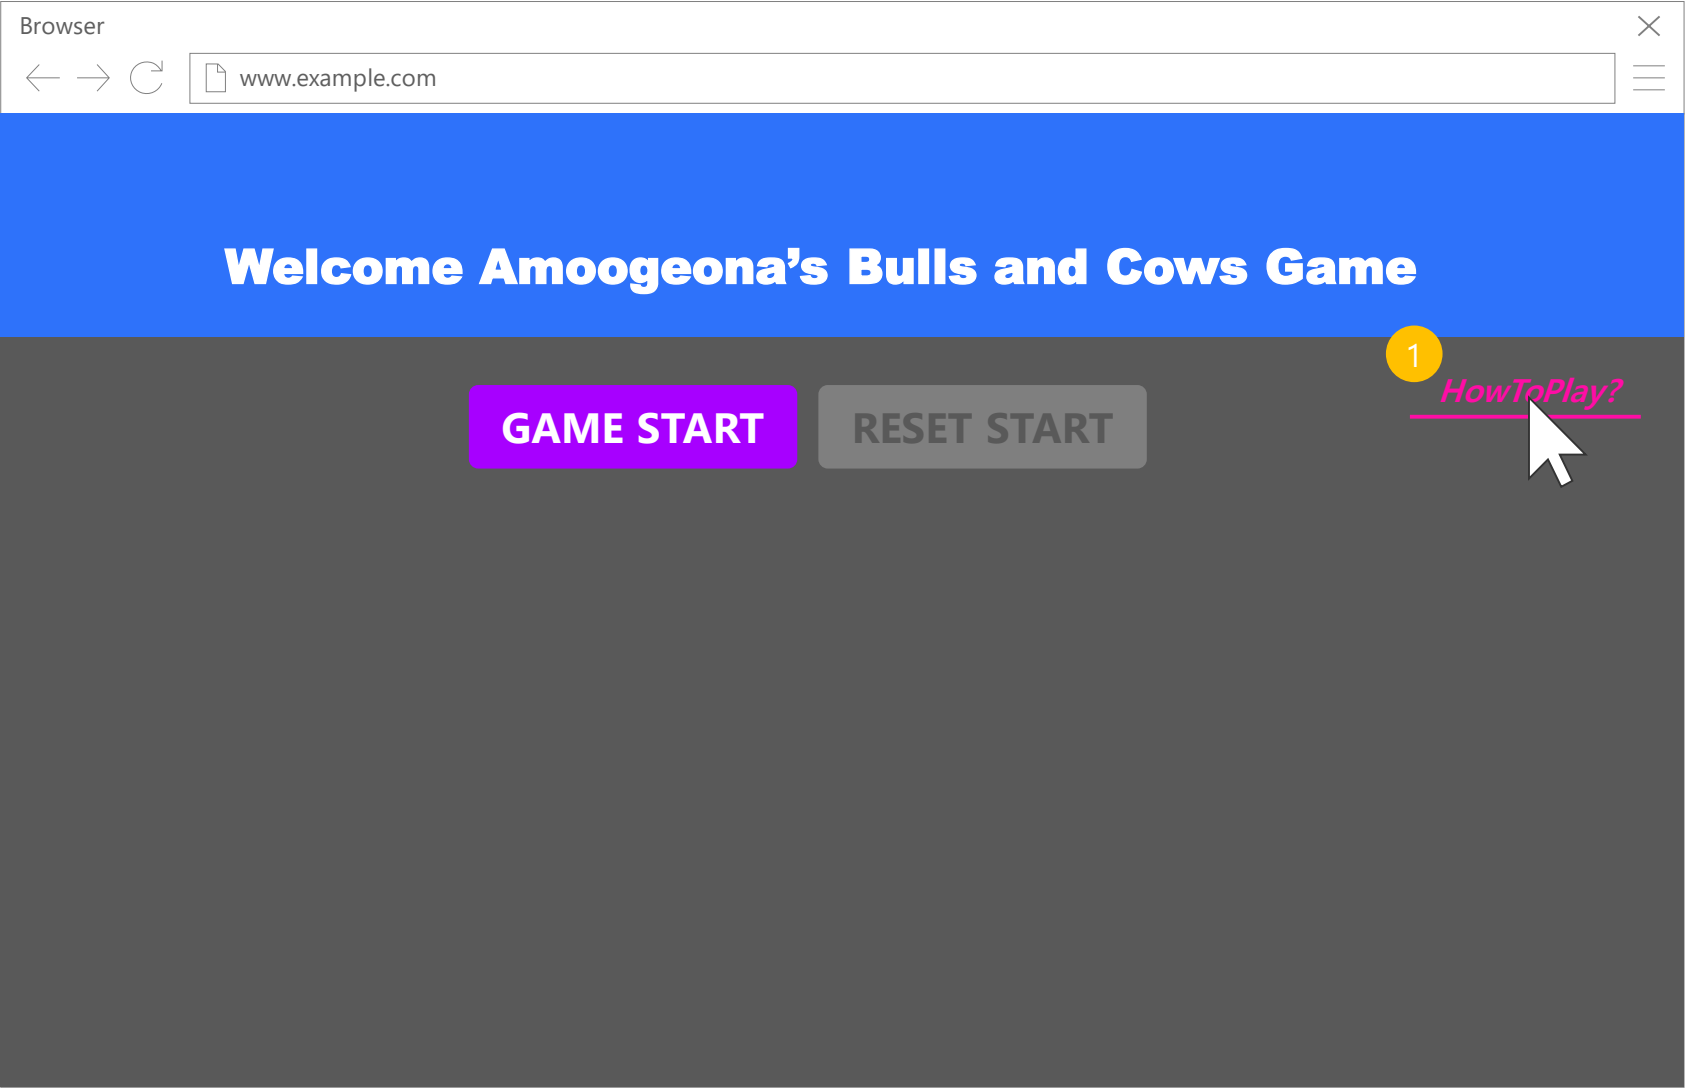 Browser
www.example.com
Welcome Amoogeona’s Bulls and Cows Game
1
HowToPlay?
GAME START
RESET START